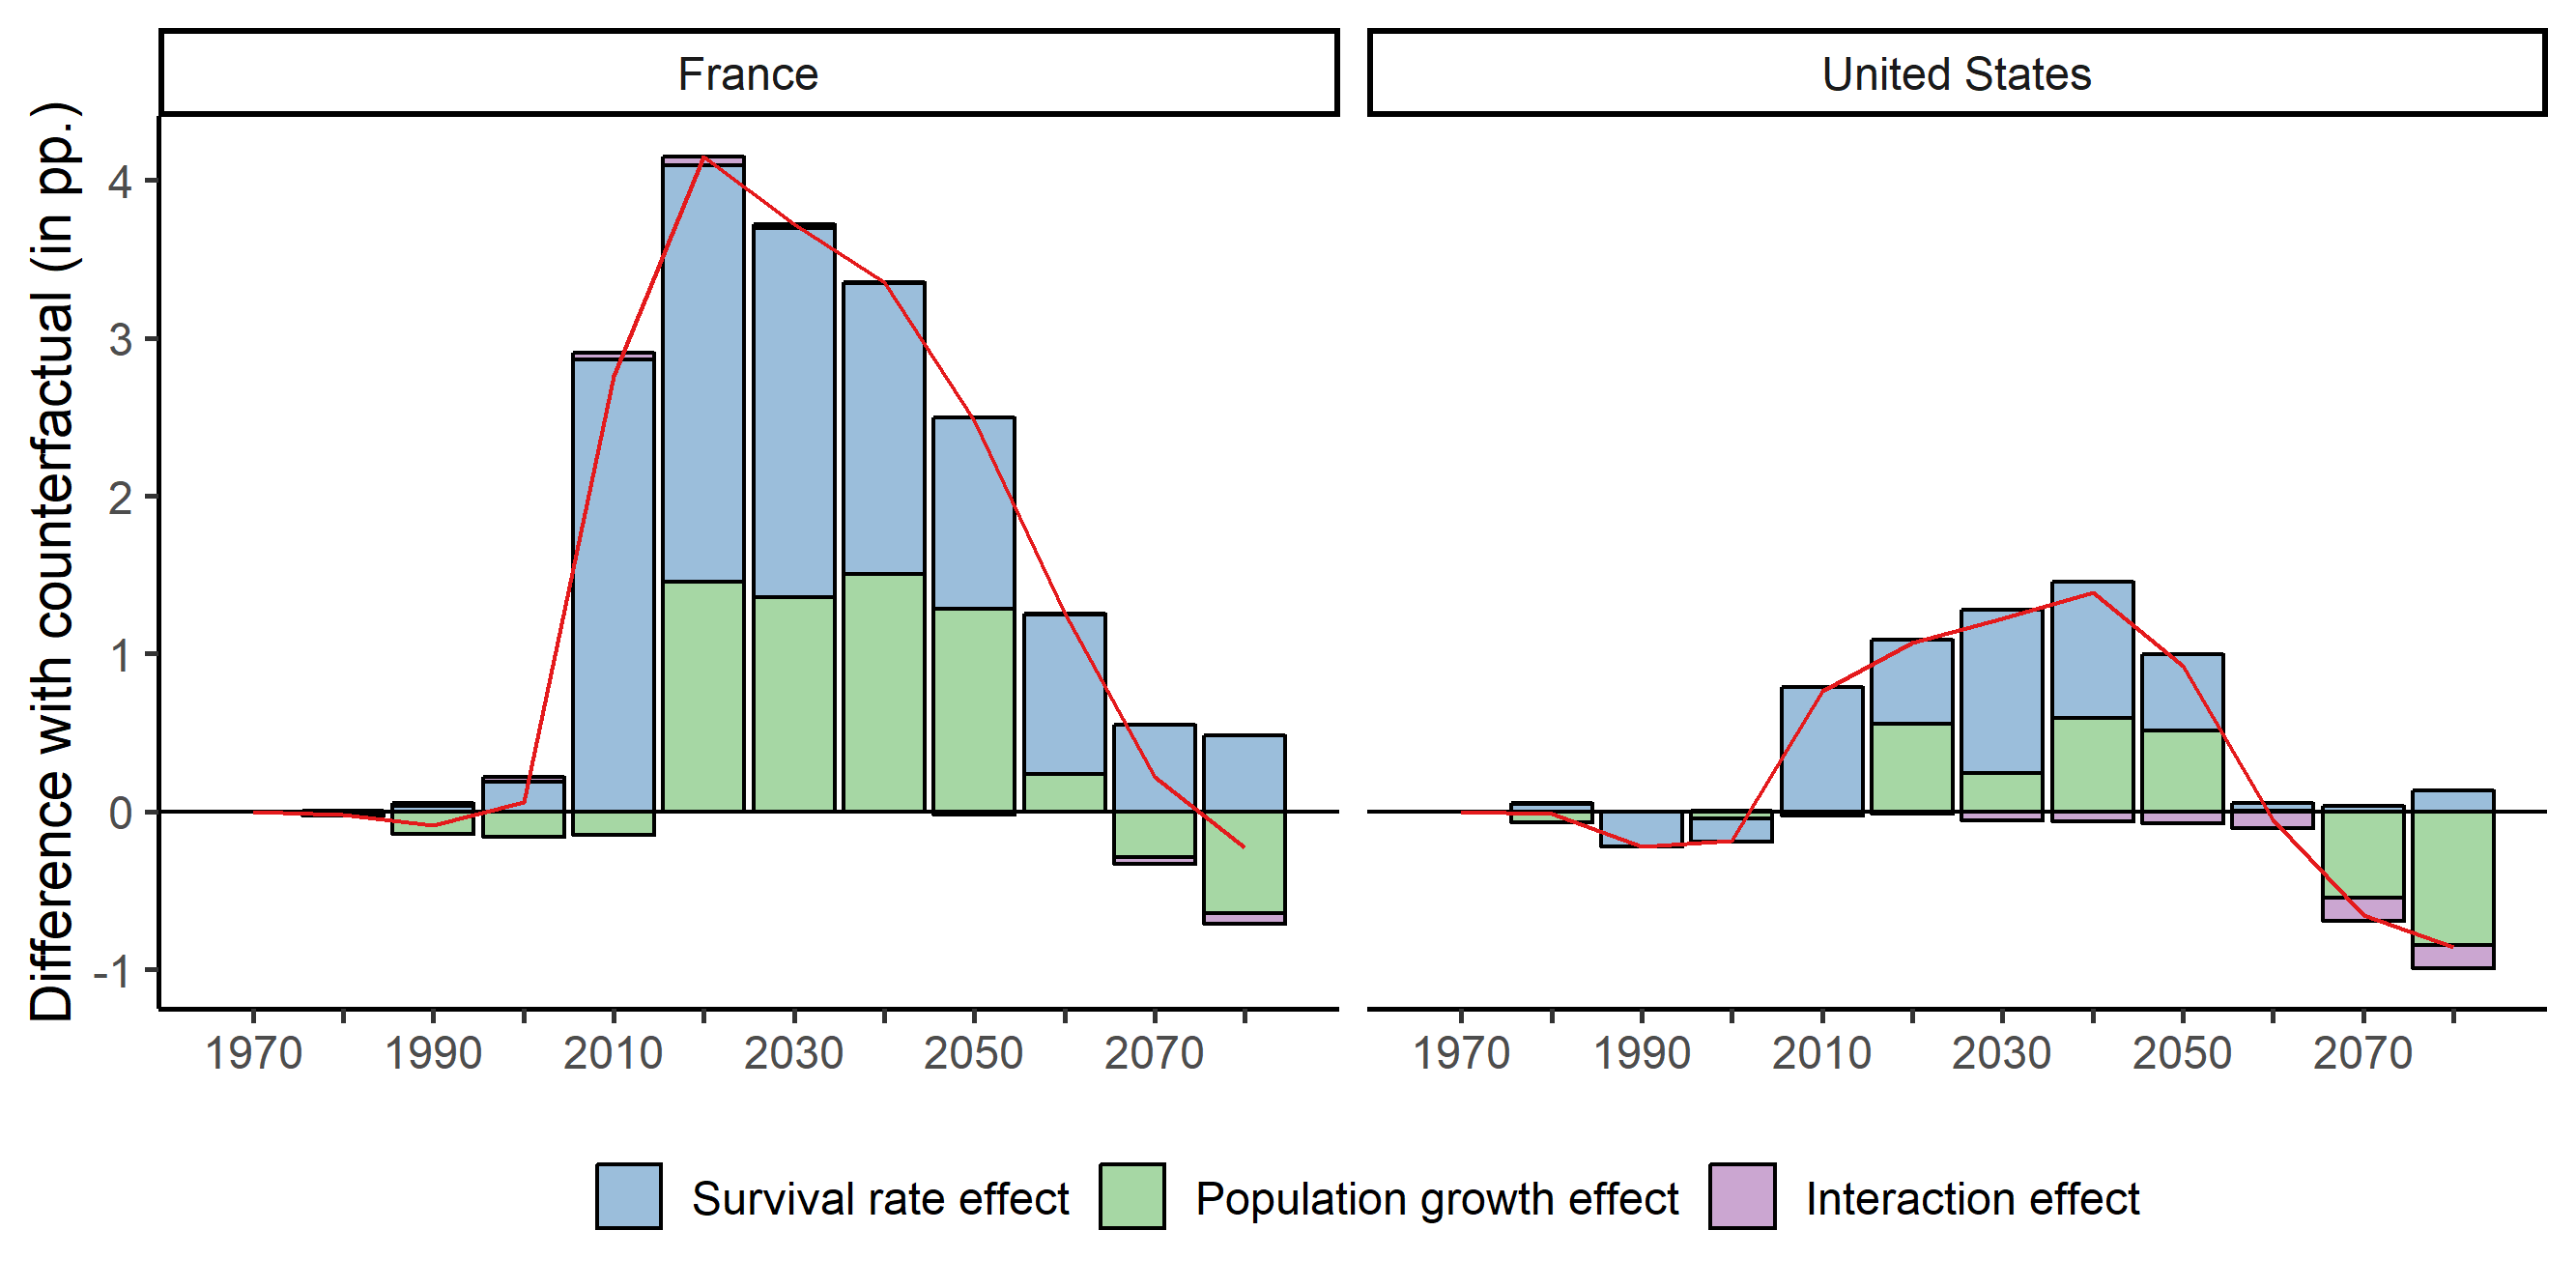 France
United States
Difference with counterfactual (in pp.)
4
3
2
1
0
-1
1970 1990 2010 2030 2050 2070
1970 1990 2010 2030 2050 2070
Survival rate effect
Population growth effect
Interaction effect